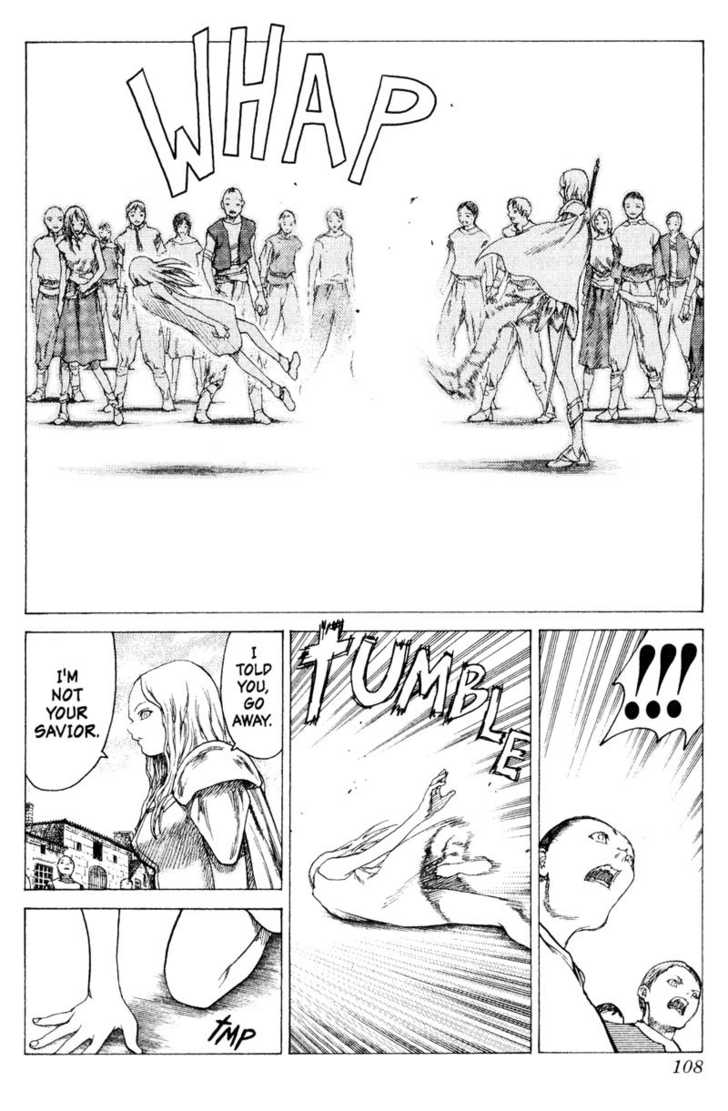 WHAP
!!!
TUMBLE
I
TOLD
YOU,
GO
AWAY.
I'M
NOT
YOUR
SAVIOR.
TMP
108